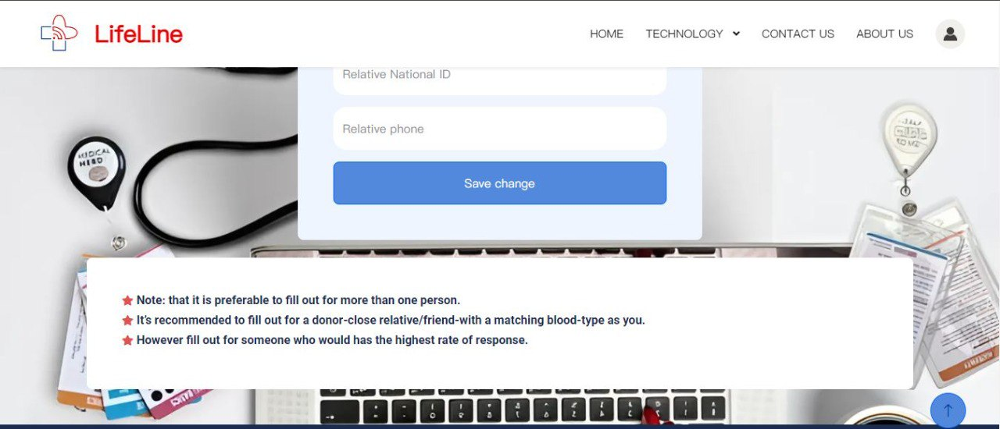 LifeLine
HOME TECHNOLOGY CONTACT US ABOUT US
Relative National ID
Relative phone
Save change
Note: that it is preferable to fill out for more than one person.
It’s recommended to fill out for a donor-close relative/friend-with a matching blood-type as you.
However fill out for someone who would has the highest rate of response.